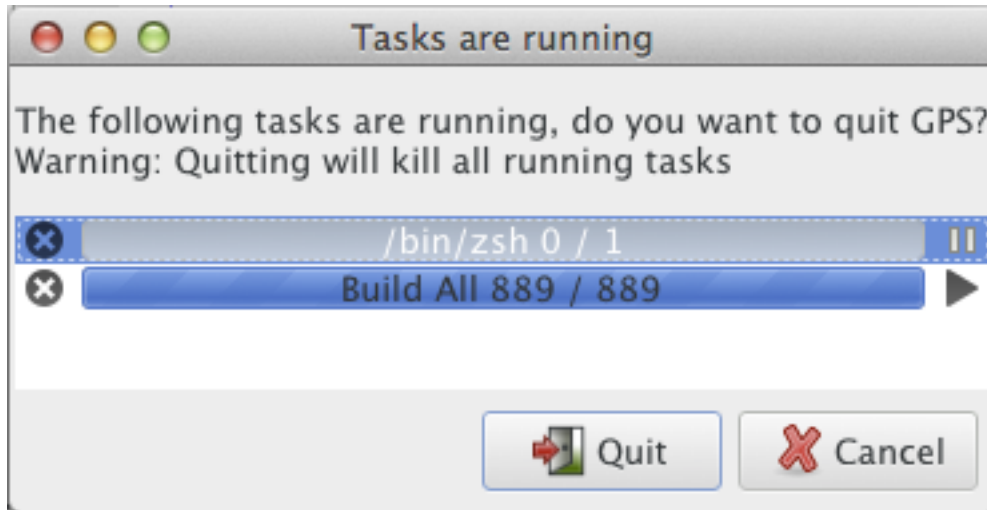 Tasks are running
The following tasks are running, do you want to quit GPS?
Warning: Quitting will kill all running tasks
/bin/zsh 0 / 1
Build All 889 / 889
Quit
Cancel